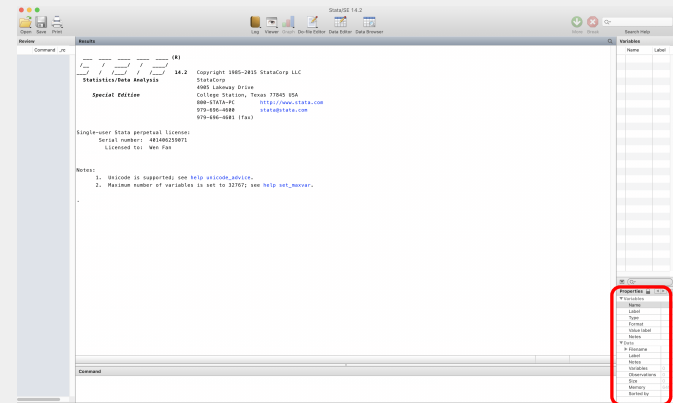 Stata/SE 14.2
Open Save Print
Log Viewer Graph Do-file Editor Data Editor Data Browser
More Break
Search Help
Review
Command _rc
Results
(R)
14.2 Copyright 1985-2015 StataCorp LLC
Statistics/Data Analysis StataCorp
4905 Lakeway Drive
Special Edition College Station, Texas 77845 USA
800-STATA-PC http://www.stata.com
979-696-4600 stata@stata.com
979-696-4601 (fax)
Single-user Stata perpetual license:
Serial number: 401406259071
Licensed to: Wen Fan
Notes:
1. Unicode is supported; see help unicode_advice.
2. Maximum number of variables is set to 32767; see help set_maxvar.
.
Command
Variables
Name Label
Properties
Variables
Name
Label
Type
Format
Value label
Notes
Data
Filename
Label
Notes
Variables
Observations
Size
Memory
Sorted by